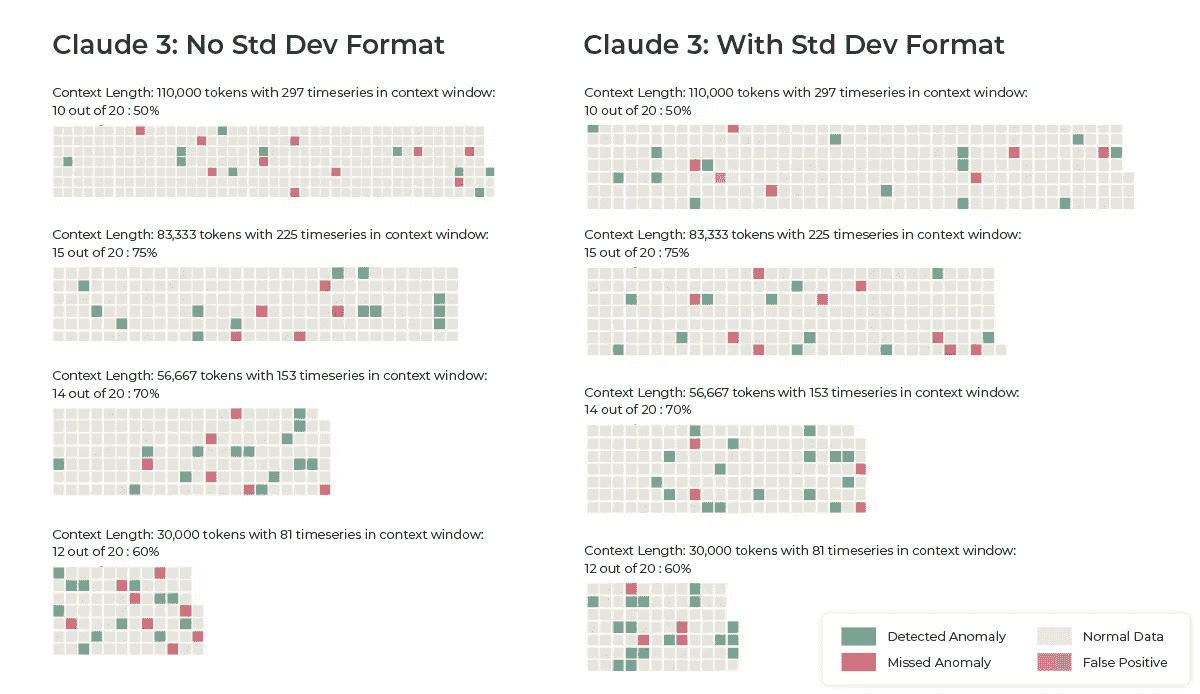 Claude 3: No Std Dev Format
Context Length: 110,000 tokens with 297 timeseries in context window:
10 out of 20 : 50%
Context Length: 83,333 tokens with 225 timeseries in context window:
15 out of 20 : 75%
Context Length: 56,667 tokens with 153 timeseries in context window:
14 out of 20 : 70%
Context Length: 30,000 tokens with 81 timeseries in context window:
12 out of 20 : 60%
Claude 3: With Std Dev Format
Context Length: 110,000 tokens with 297 timeseries in context window:
10 out of 20 : 50%
Context Length: 83,333 tokens with 225 timeseries in context window:
15 out of 20 : 75%
Context Length: 56,667 tokens with 153 timeseries in context window:
14 out of 20 : 70%
Context Length: 30,000 tokens with 81 timeseries in context window:
12 out of 20 : 60%
Detected Anomaly
Normal Data
Missed Anomaly
False Positive